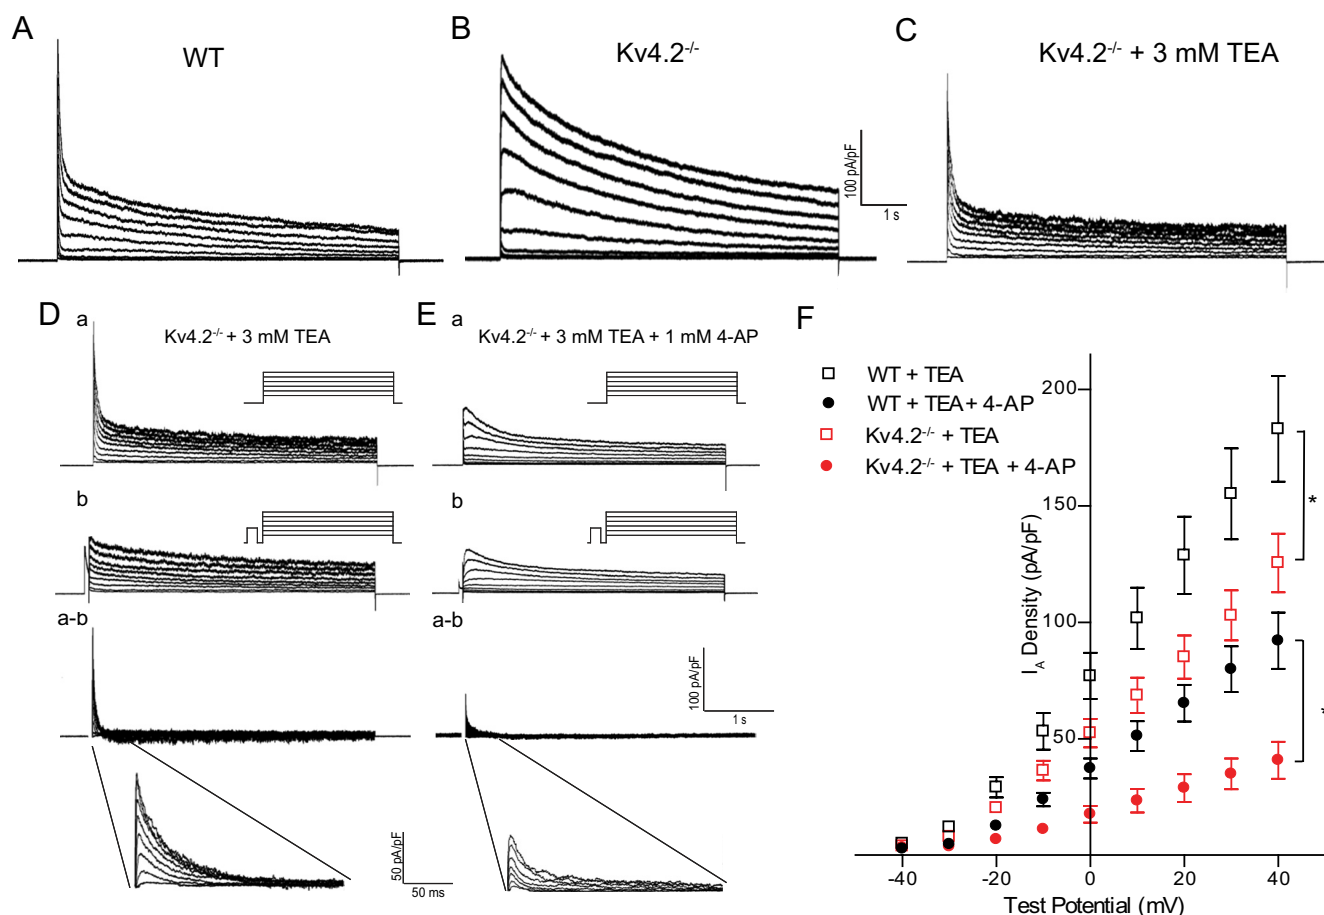 A
WT
B
Kv4.2-/-
C
Kv4.2-/- + 3 mM TEA
100 pA/pF
1 s
D
a
Kv4.2-/- + 3 mM TEA
b
a-b
50 pA/pF
50 ms
E
a
Kv4.2-/- + 3 mM TEA + 1 mM 4-AP
b
a-b
100 pA/pF
1 s
F
WT + TEA
WT + TEA + 4-AP
Kv4.2-/- + TEA
Kv4.2-/- + TEA + 4-AP
IA Density (pA/pF)
200
150
100
50
*
*
-40
-20
0
20
40
Test Potential (mV)